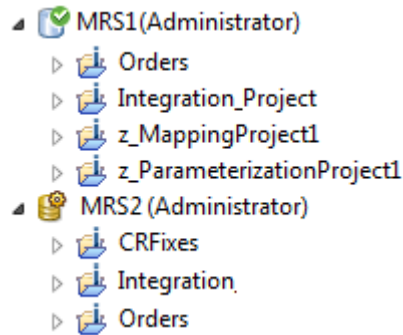 MRS1(Administrator)
Orders
Integration_Project
z_MappingProject1
z_ParameterizationProject1
MRS2 (Administrator)
CRFixes
Integration
Orders